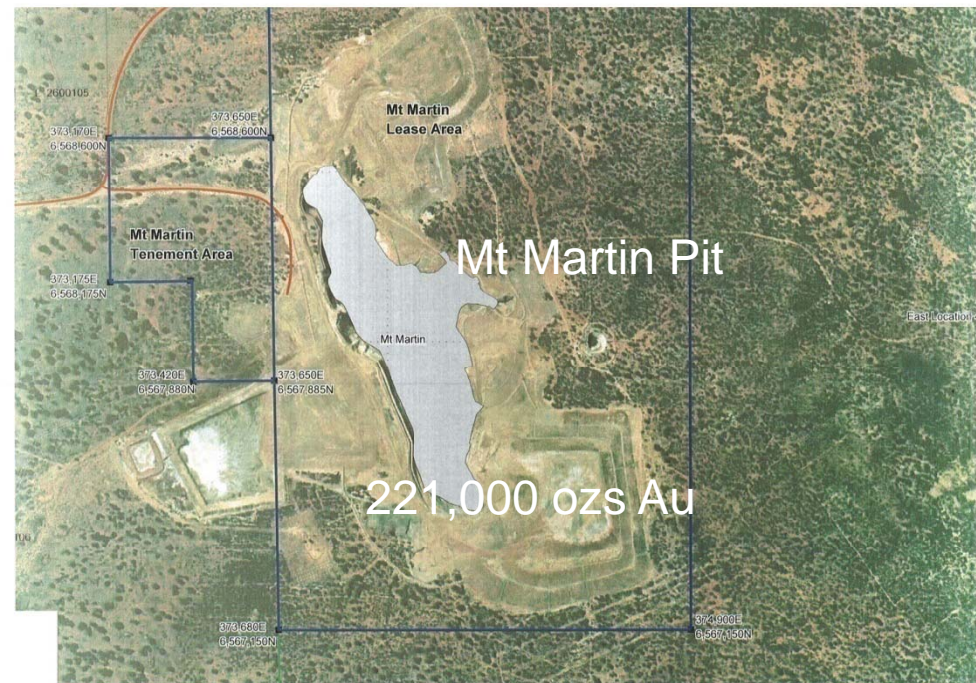 2600105
373,170E
6,568,600N
373,650E
6,568,600N
Mt Martin
Lease Area
Mt Martin
Tenement Area
Mt Martin Pit
373,175E
6,568,175N
East Location
Mt Martin
373,420E
6,567,880N
373,650E
6,567,885N
221,000 ozs Au
373,680E
6,567,150N
374,900E
6,567,150N